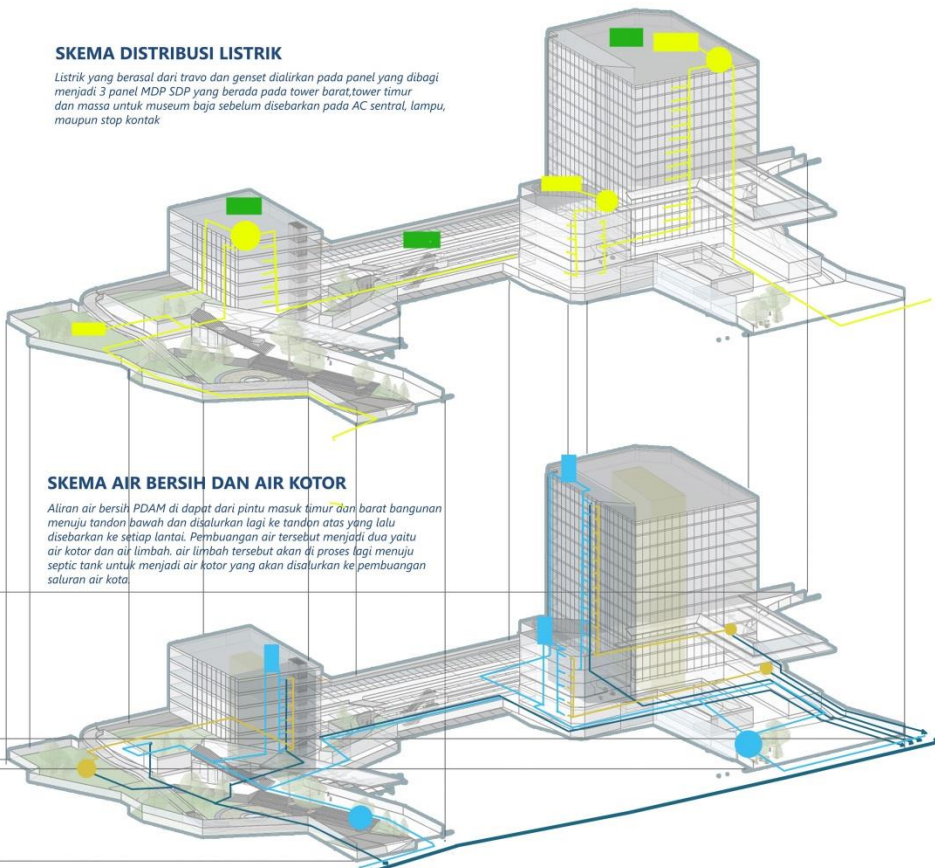 SKEMA DISTRIBUSI LISTRIK
Listrik yang berasal dari travo dan genset dialirkan pada panel yang dibagi
menjadi 3 panel MDP SDP yang berada pada tower barat,tower timur
dan massa untuk museum baja sebelum disebarkan pada AC sentral, lampu,
maupun stop kontak
SKEMA AIR BERSIH DAN AIR KOTOR
Aliran air bersih PDAM di dapat dari pintu masuk timur dan barat bangunan
menuju tandon bawah dan disalurkan lagi ke tandon atas yang lalu
disebarkan ke setiap lantai. Pembuangan air tersebut menjadi dua yaitu
air kotor dan air limbah. air limbah tersebut akan di proses lagi menuju
septic tank untuk menjadi air kotor yang akan disalurkan ke pembuangan
saluran air kota.